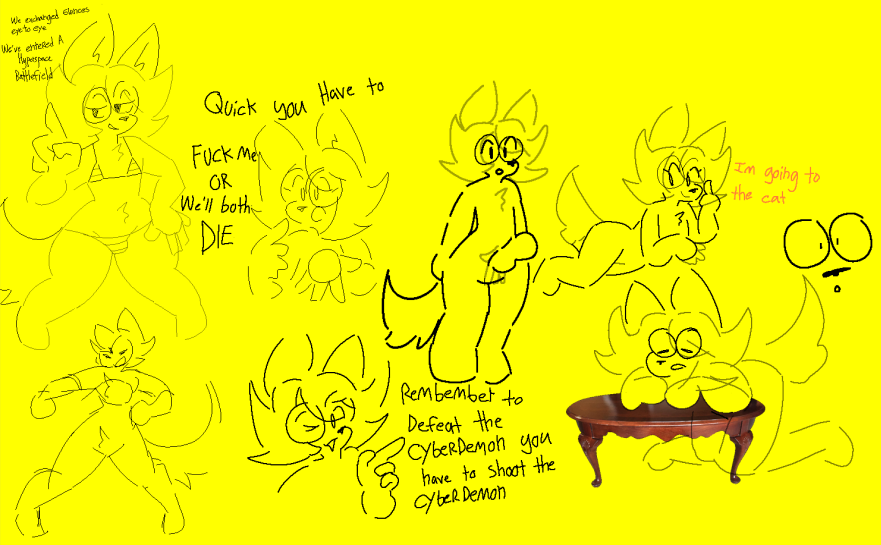 We exchanged Glances
eye to eye
We've entered A
Hyperspace
Battlefield
Quick you Have to
FUCK Me
OR
We'll both
DIE
I'm going to
the cat
Rembember to
Defeat the
CYBERDEMON you
have to shoot the
CYBERDEMON